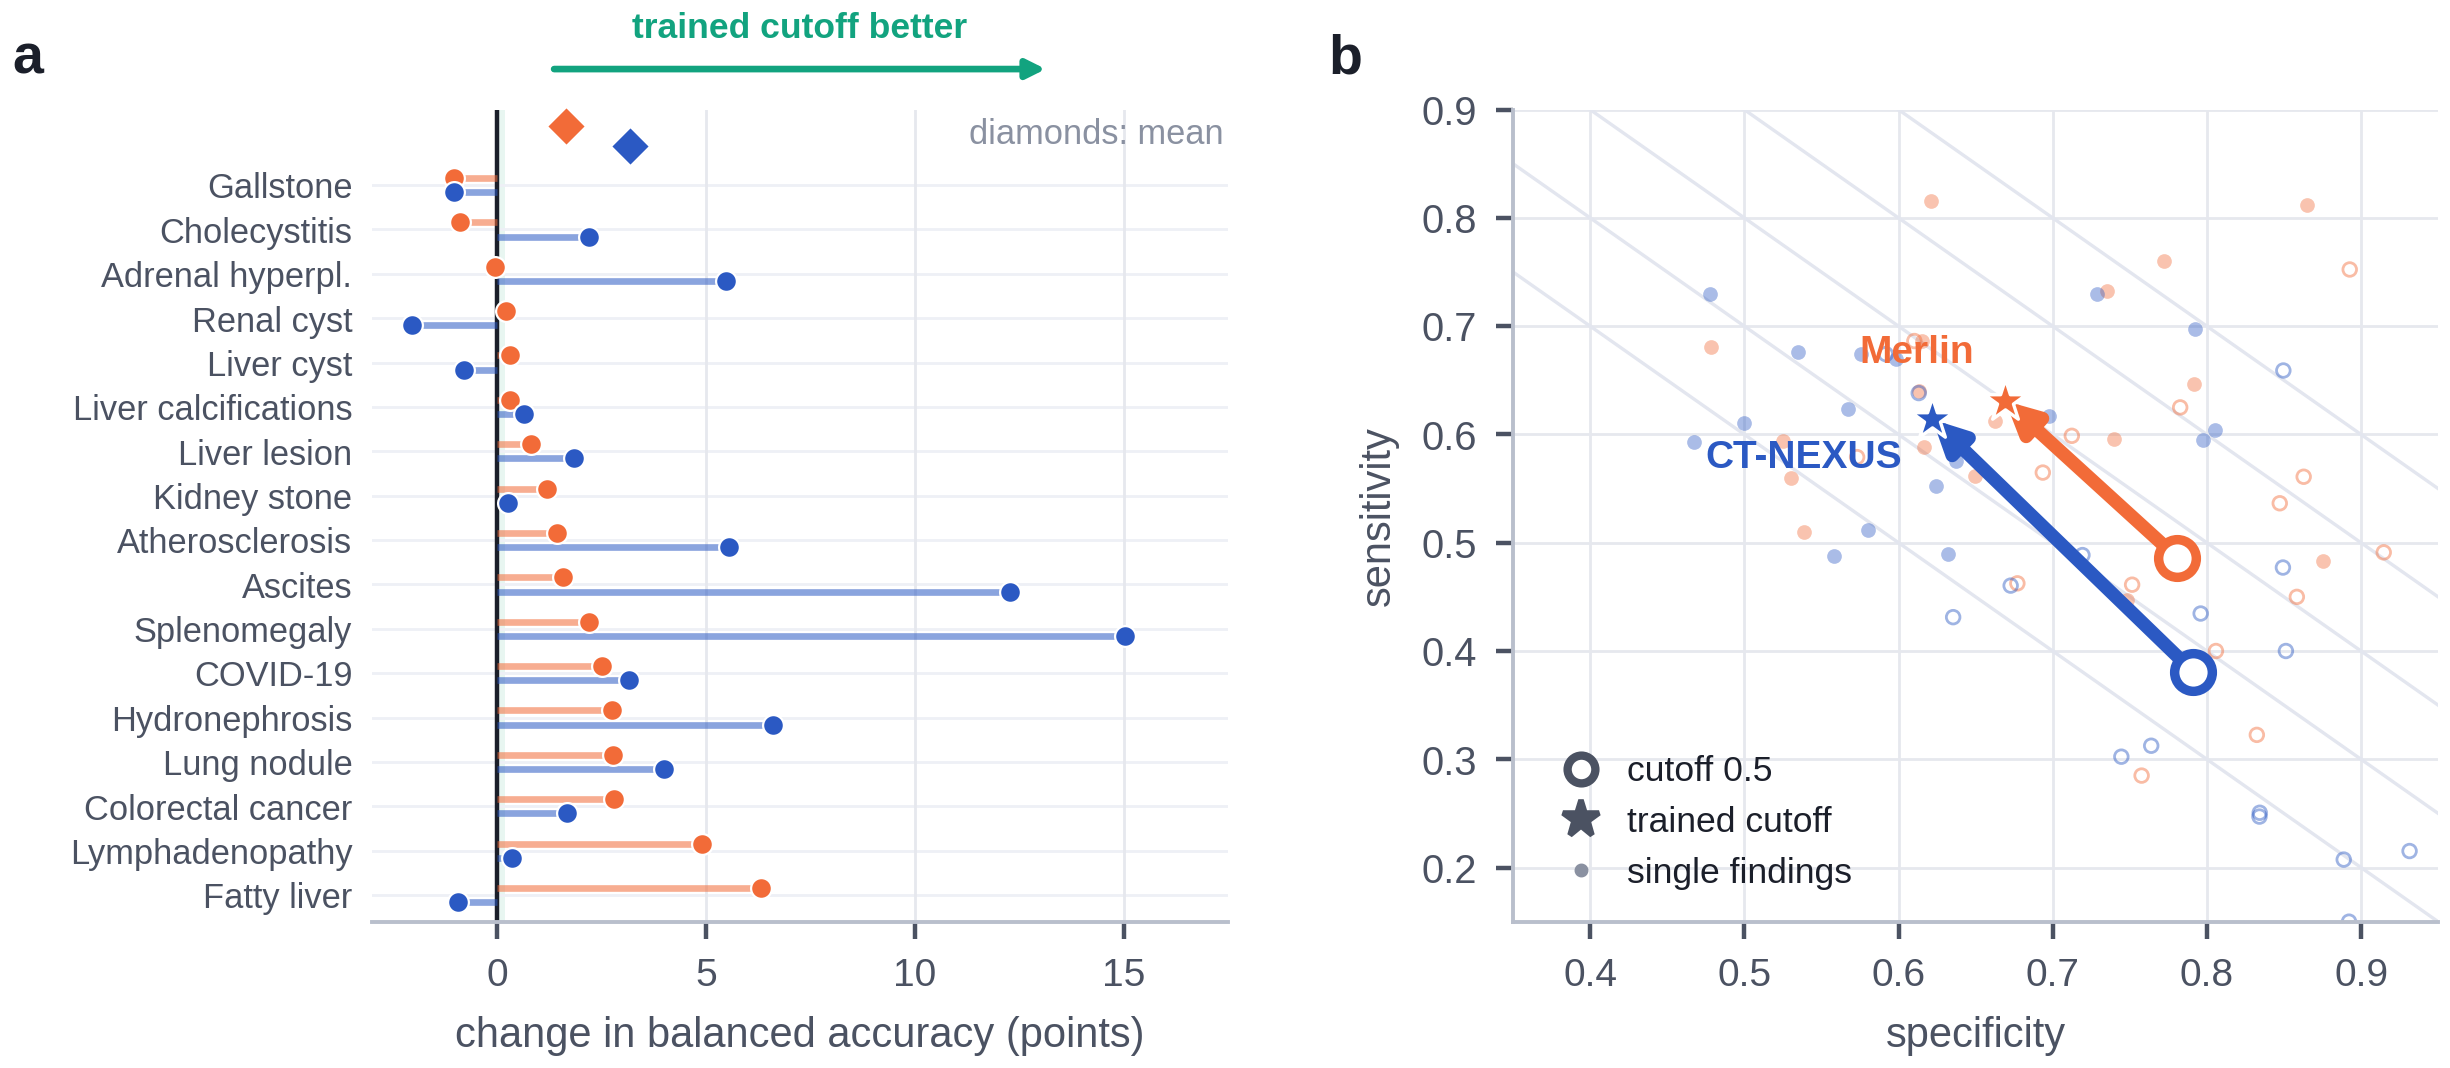 a
trained cutoff better
diamonds: mean
Gallstone
Cholecystitis
Adrenal hyperpl.
Renal cyst
Liver cyst
Liver calcifications
Liver lesion
Kidney stone
Atherosclerosis
Ascites
Splenomegaly
COVID-19
Hydronephrosis
Lung nodule
Colorectal cancer
Lymphadenopathy
Fatty liver
0 5 10 15
change in balanced accuracy (points)
b
0.9
0.8
0.7
0.6
0.5
0.4
0.3
0.2
sensitivity
Merlin
CT-NEXUS
cutoff 0.5
trained cutoff
single findings
0.4 0.5 0.6 0.7 0.8 0.9
specificity